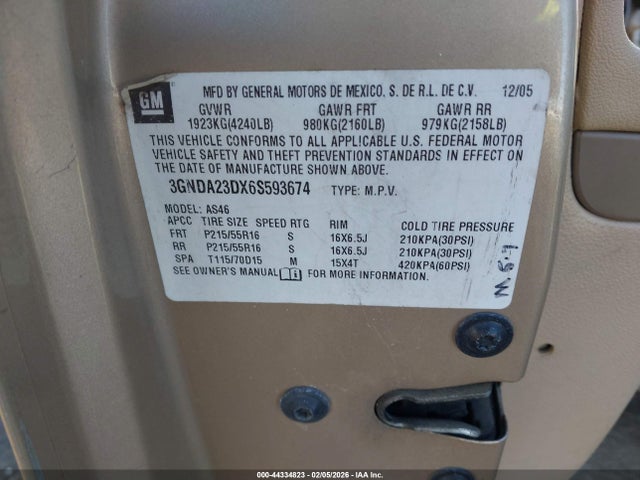 GM
MFD BY GENERAL MOTORS DE MEXICO, S. DE R.L. DE C.V. 12/05
GVWR GAWR FRT GAWR RR
1923KG(4240LB) 980KG(2160LB) 979KG(2158LB)
THIS VEHICLE CONFORMS TO ALL APPLICABLE U.S. FEDERAL MOTOR
VEHICLE SAFETY AND THEFT PREVENTION STANDARDS IN EFFECT ON
THE DATE OF MANUFACTURE SHOWN ABOVE.
3GNDA23DX6S593674 TYPE: M.P.V.
MODEL: AS46
APCC TIRE SIZE SPEED RTG RIM COLD TIRE PRESSURE
FRT P215/55R16 S 16X6.5J 210KPA(30PSI)
RR P215/55R16 S 16X6.5J 210KPA(30PSI)
SPA T115/70D15 M 15X4T 420KPA(60PSI)
SEE OWNER'S MANUAL FOR MORE INFORMATION.
000-44334823 - 02/05/2026 - IAA, Inc.